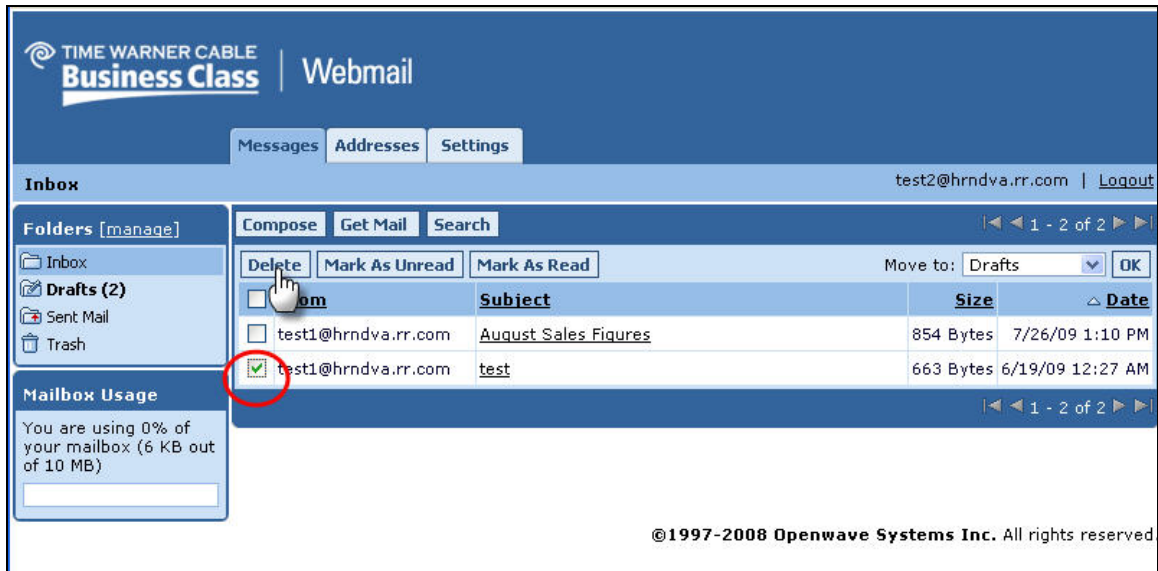 TIME WARNER CABLE
Business Class | Webmail
Messages Addresses Settings
Inbox test2@hrndva.rr.com | Logout
Folders [manage]
Inbox
Drafts (2)
Sent Mail
Trash
Mailbox Usage
You are using 0% of
your mailbox (6 KB out
of 10 MB)
Compose Get Mail Search 1 - 2 of 2
Delete Mark As Unread Mark As Read Move to: Drafts OK
Subject Size Date
test1@hrndva.rr.com August Sales Figures 854 Bytes 7/26/09 1:10 PM
test1@hrndva.rr.com test 663 Bytes 6/19/09 12:27 AM
1 - 2 of 2
©1997-2008 Openwave Systems Inc. All rights reserved.